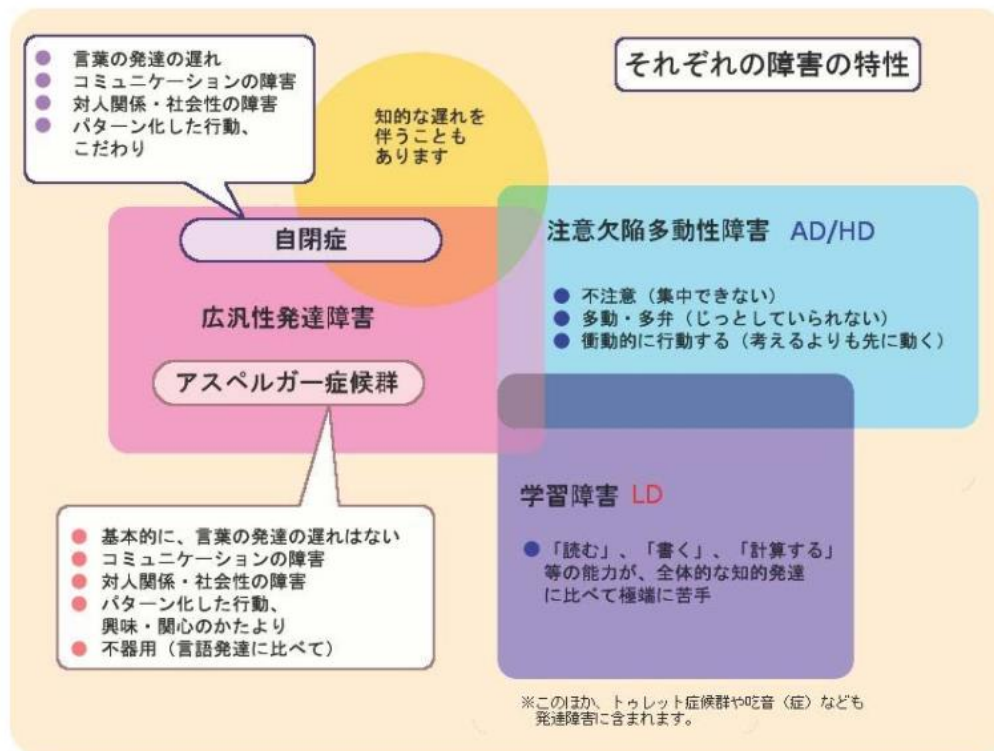 それぞれの障害の特性
● 言葉の発達の遅れ
● コミュニケーションの障害
● 対人関係・社会性の障害
● パターン化した行動、
こだわり
知的な遅れを
伴うことも
あります
自閉症
広汎性発達障害
アスペルガー症候群
● 基本的に、言葉の発達の遅れはない
● コミュニケーションの障害
● 対人関係・社会性の障害
● パターン化した行動、
興味・関心のかたより
● 不器用（言語発達に比べて）
注意欠陥多動性障害 AD/HD
● 不注意（集中できない）
● 多動・多弁（じっとしていられない）
● 衝動的に行動する（考えるよりも先に動く）
学習障害 LD
● 「読む」、「書く」、「計算する」
等の能力が、全体的な知的発達
に比べて極端に苦手
※このほか、トゥレット症候群や吃音（症）なども
発達障害に含まれます。